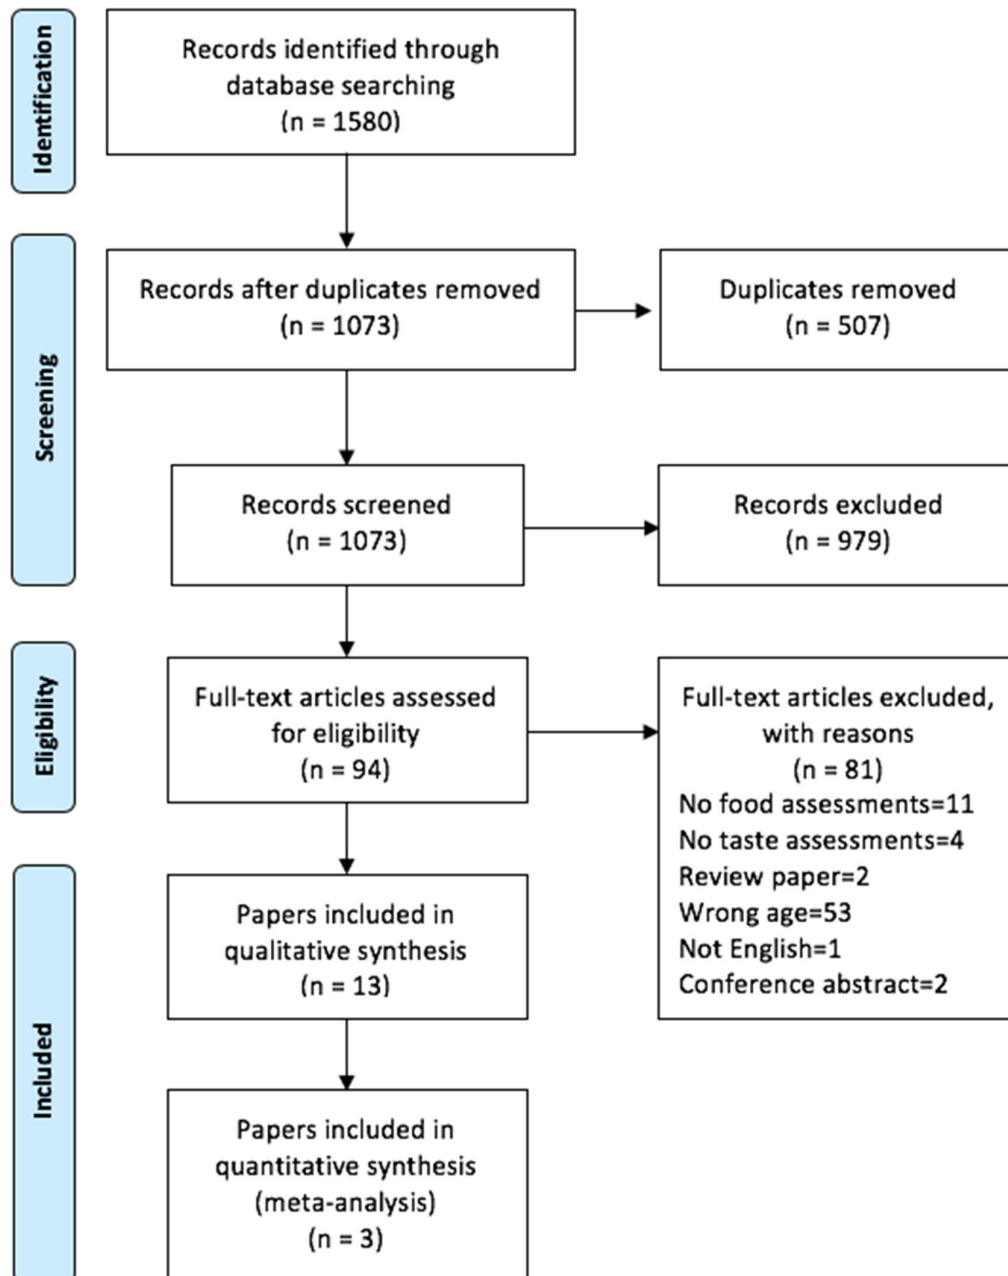 Identification
Records identified through
database searching
(n = 1580)
Screening
Records after duplicates removed
(n = 1073)
Duplicates removed
(n = 507)
Records screened
(n = 1073)
Records excluded
(n = 979)
Eligibility
Full-text articles assessed
for eligibility
(n = 94)
Full-text articles excluded,
with reasons
(n = 81)
No food assessments=11
No taste assessments=4
Review paper=2
Wrong age=53
Not English=1
Conference abstract=2
Included
Papers included in
qualitative synthesis
(n = 13)
Papers included in
quantitative synthesis
(meta-analysis)
(n = 3)